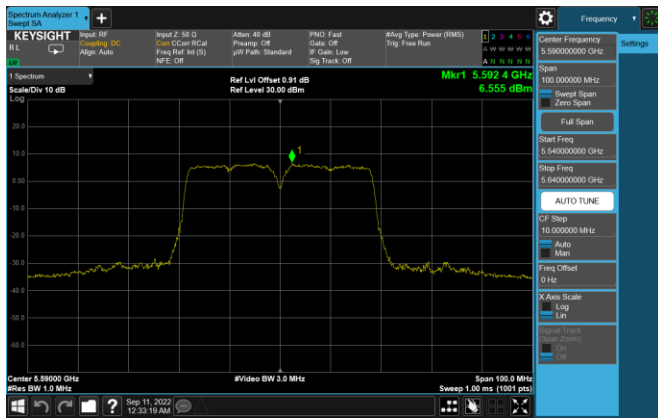 Spectrum Analyzer 1
Swept SA
+
Frequency
KEYSIGHT
R L
Input: RF
Coupling: DC
Align: Auto
Input Z: 50 Ω
Corr CCorr RCal
Freq Ref: Int (S)
NFE: Off
Atten: 40 dB
Preamp: Off
µW Path: Standard
PNO: Fast
Gate: Off
IF Gain: Low
Sig Track: Off
#Avg Type: Power (RMS)
Trig: Free Run
1 2 3 4 5 6
A W W W W W
A N N N N N
LXI
1 Spectrum
Scale/Div 10 dB
Log
Ref Lvl Offset 0.91 dB
Ref Level 30.00 dBm
Mkr1 5.592 4 GHz
6.555 dBm
1
20.0
10.0
0.00
-10.0
-20.0
-30.0
-40.0
-50.0
-60.0
Center 5.59000 GHz
#Res BW 1.0 MHz
#Video BW 3.0 MHz
Span 100.0 MHz
Sweep 1.00 ms (1001 pts)
Sep 11, 2022
12:33:19 AM
?
Settings
Center Frequency
5.590000000 GHz
Span
100.000000 MHz
Swept Span
Zero Span
Full Span
Start Freq
5.540000000 GHz
Stop Freq
5.640000000 GHz
AUTO TUNE
CF Step
10.000000 MHz
Auto
Man
Freq Offset
0 Hz
X Axis Scale
Log
Lin
Signal Track
(Span Zoom)
On
Off